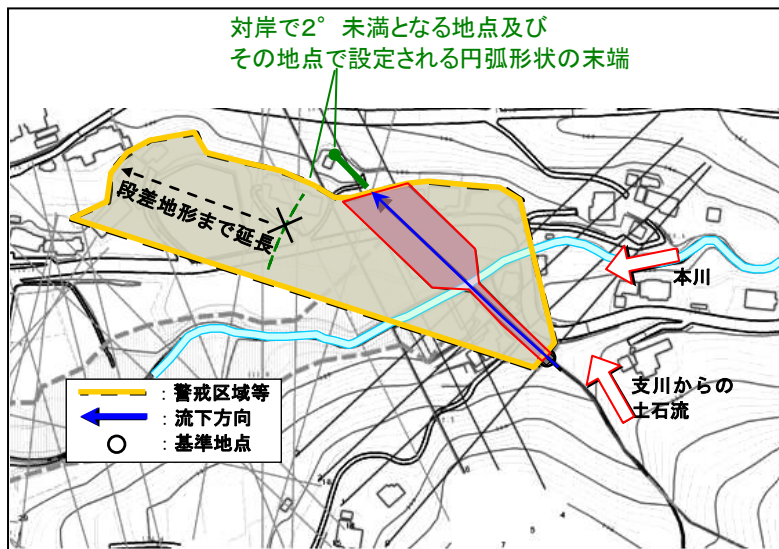 対岸で2° 未満となる地点及び
その地点で設定される円弧形状の末端
段差地形まで延長
本川
支川からの
土石流
：警戒区域等
：流下方向
：基準地点